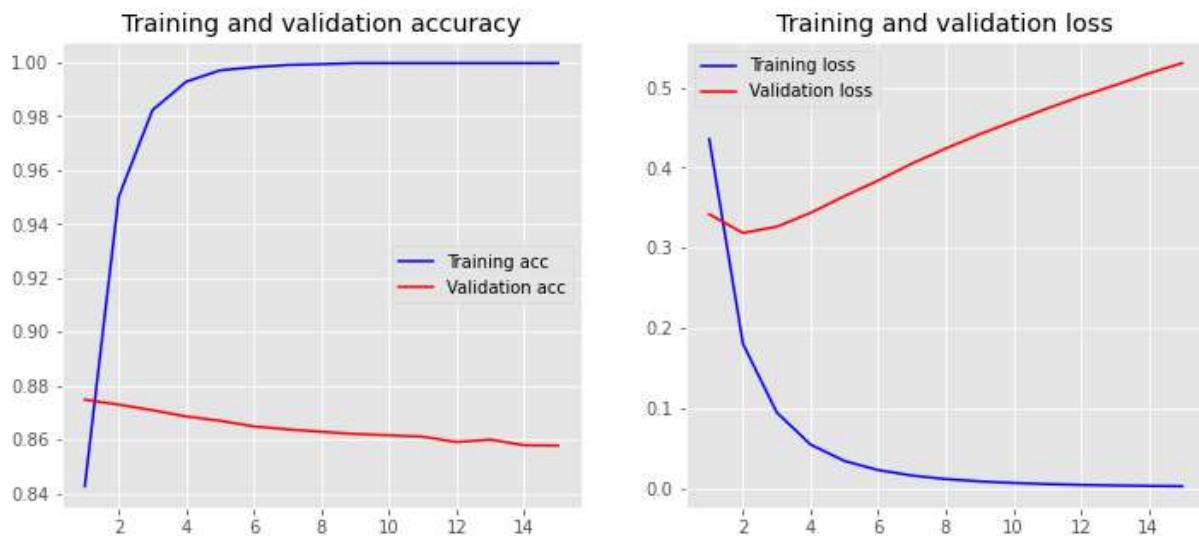 Training and validation accuracy
1.00
0.98
0.96
0.94
0.92
0.90
0.88
0.86
0.84
Training acc
Validation acc
2 4 6 8 10 12 14
Training and validation loss
Training loss
Validation loss
0.5
0.4
0.3
0.2
0.1
0.0
2 4 6 8 10 12 14